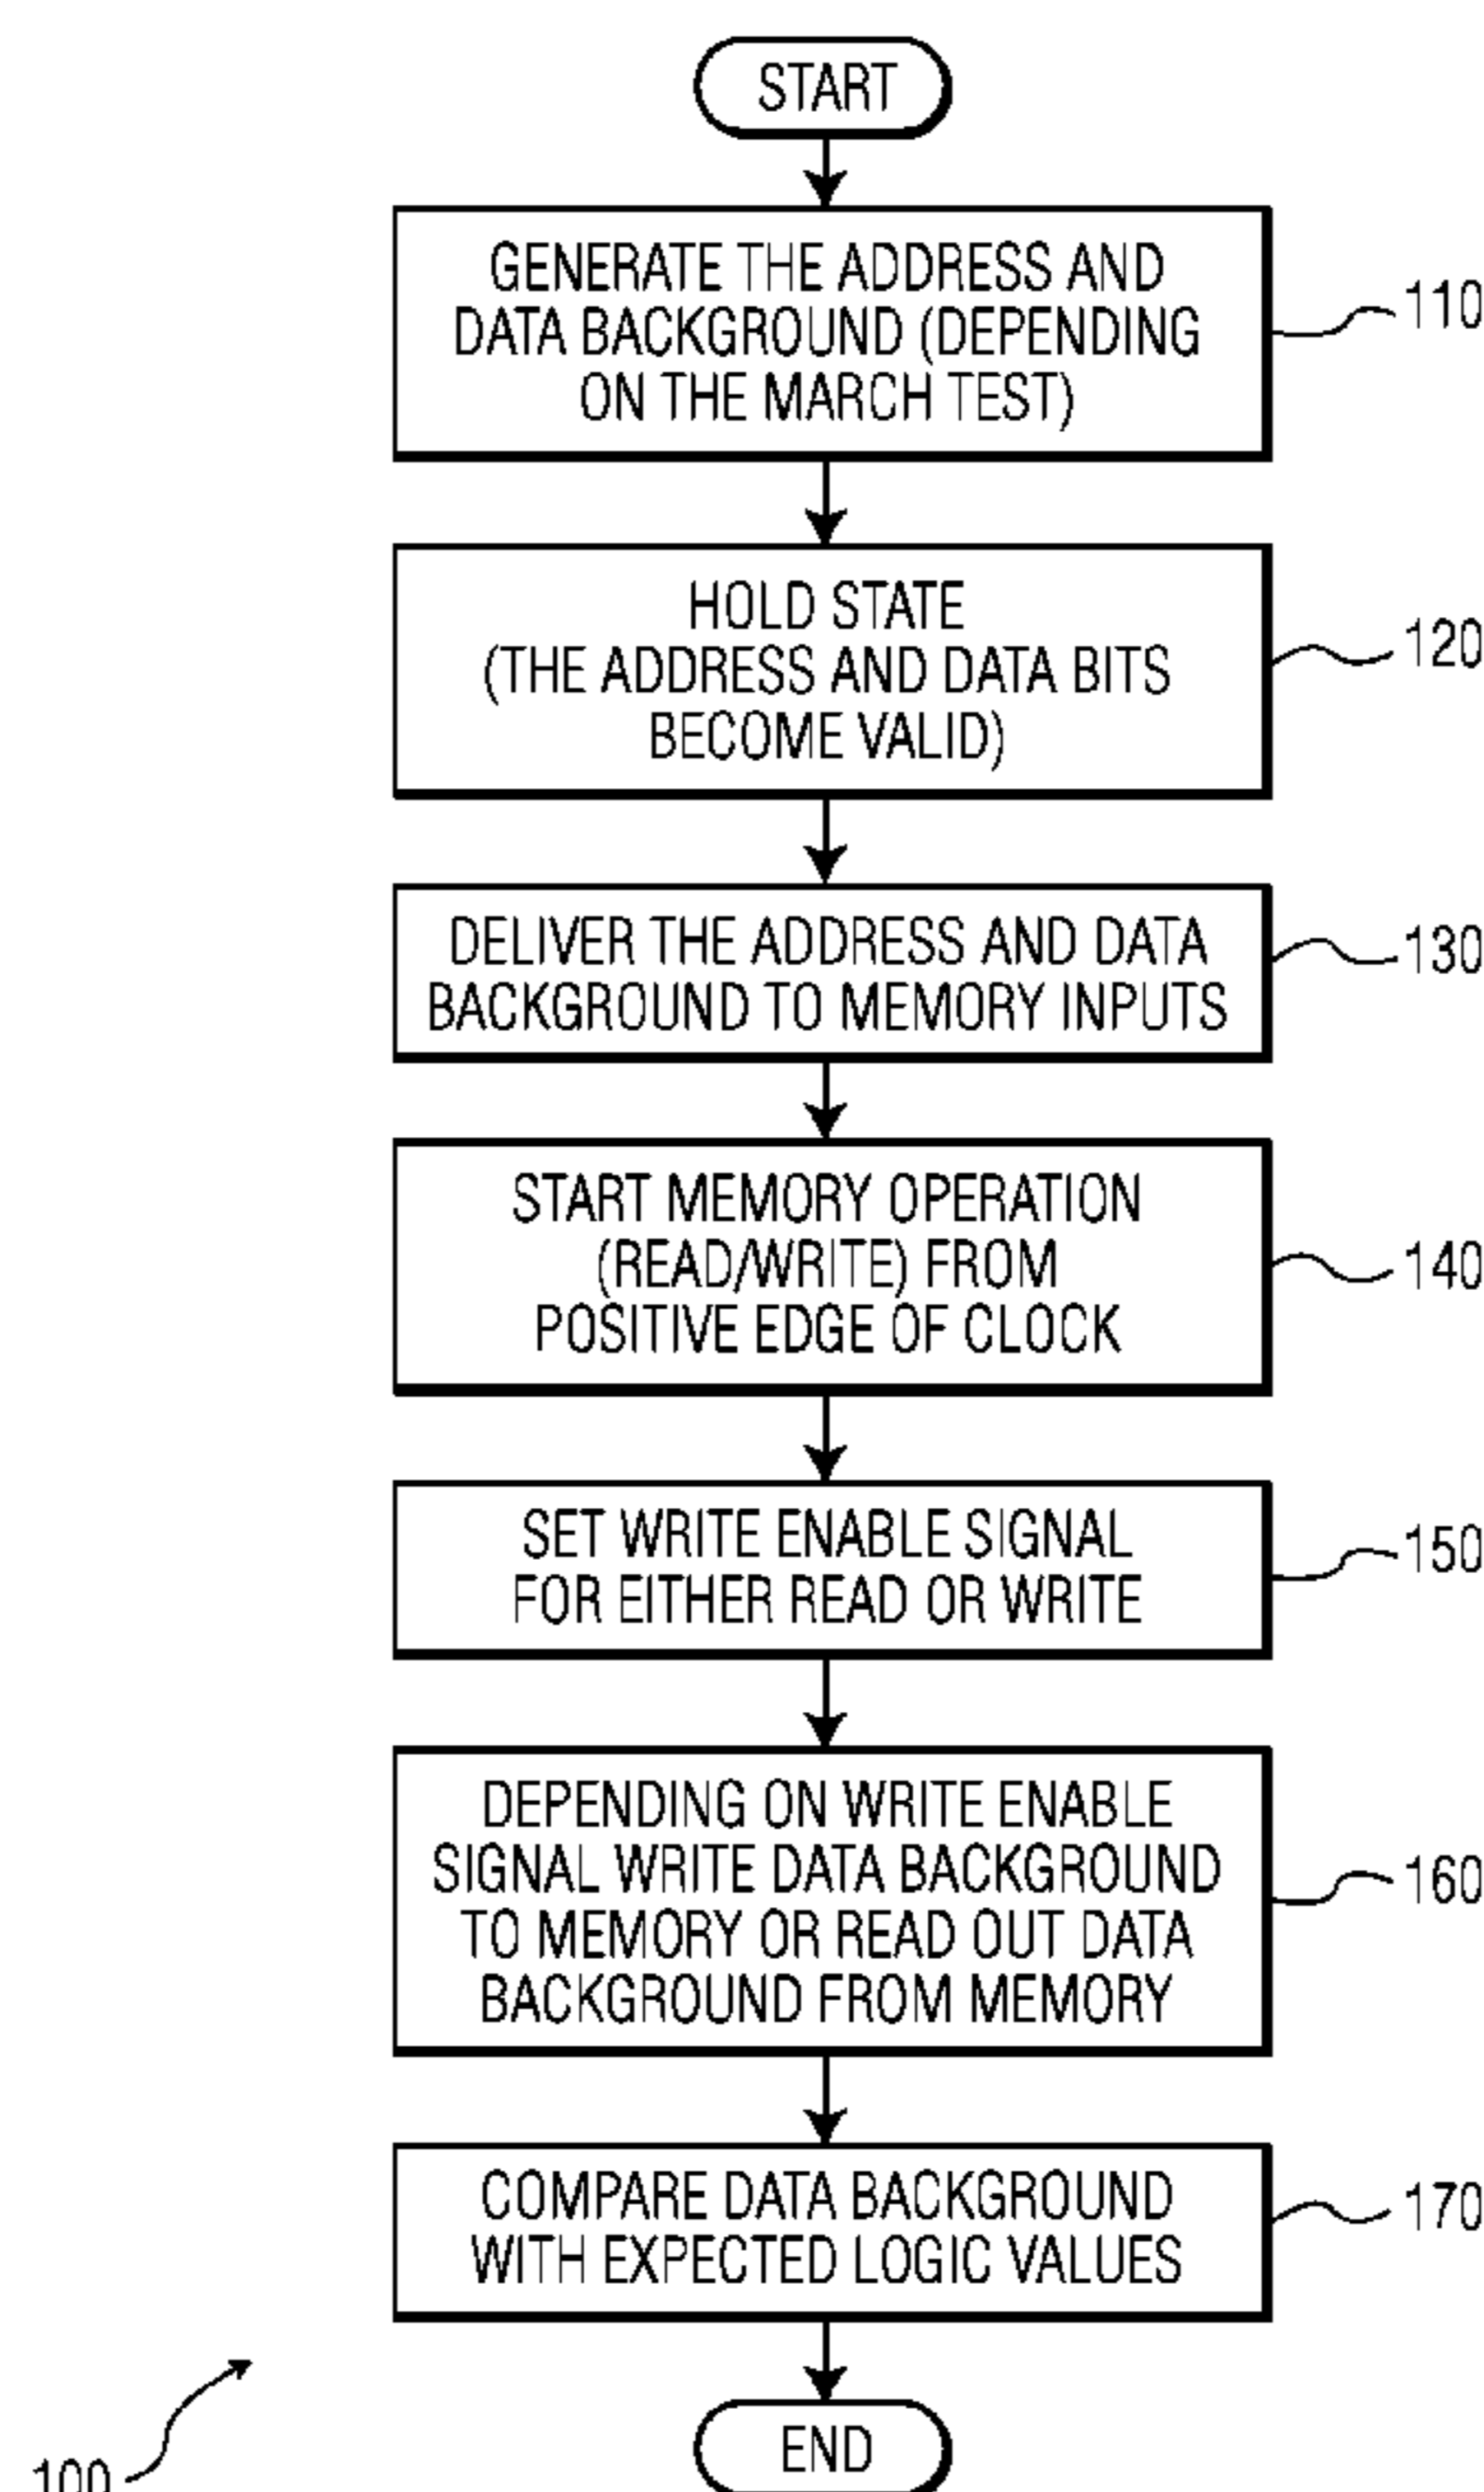 START
GENERATE THE ADDRESS AND
DATA BACKGROUND (DEPENDING
ON THE MARCH TEST)
110
HOLD STATE
(THE ADDRESS AND DATA BITS
BECOME VALID)
120
DELIVER THE ADDRESS AND DATA
BACKGROUND TO MEMORY INPUTS
130
START MEMORY OPERATION
(READ/WRITE) FROM
POSITIVE EDGE OF CLOCK
140
SET WRITE ENABLE SIGNAL
FOR EITHER READ OR WRITE
150
DEPENDING ON WRITE ENABLE
SIGNAL WRITE DATA BACKGROUND
TO MEMORY OR READ OUT DATA
BACKGROUND FROM MEMORY
160
COMPARE DATA BACKGROUND
WITH EXPECTED LOGIC VALUES
170
END
100